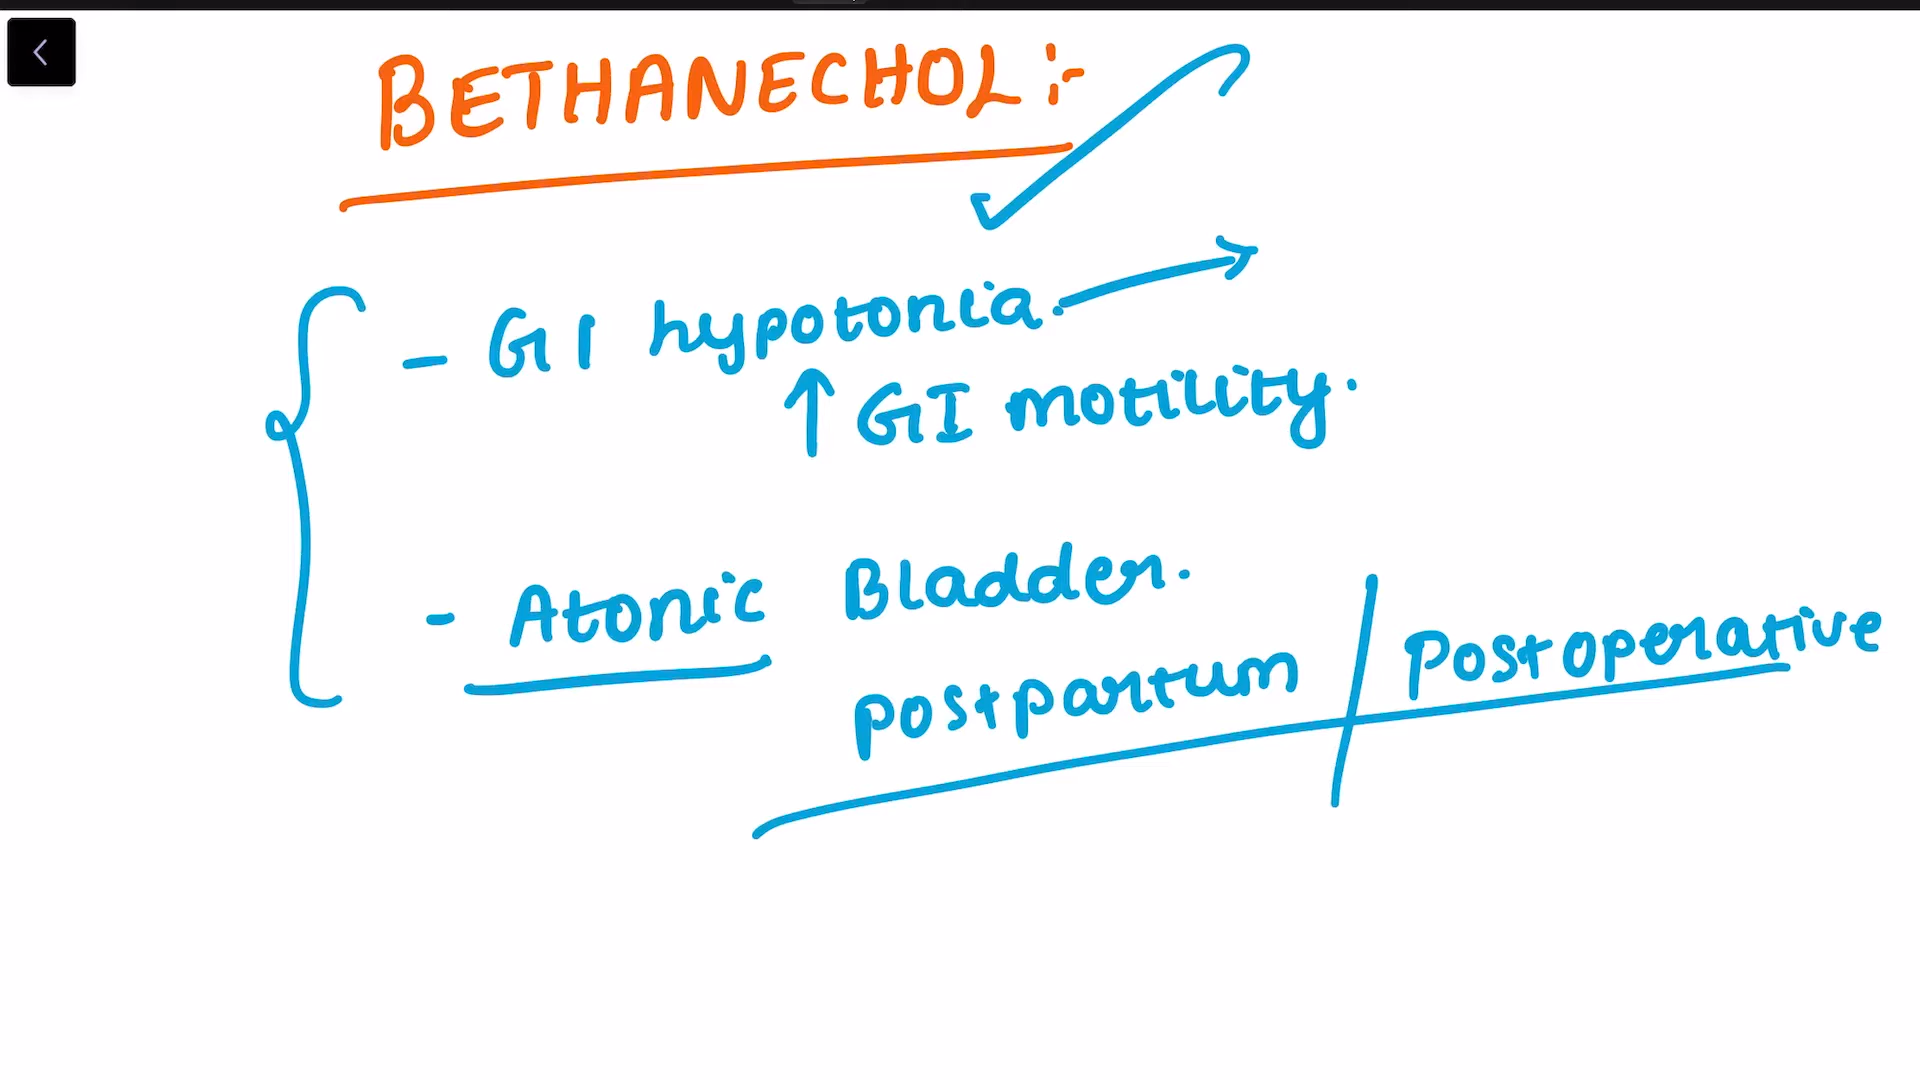 BETHANECHOL :-
- GI hypotonia. →
↑ GI motility.
- Atonic Bladder.
postpartum / Postoperative